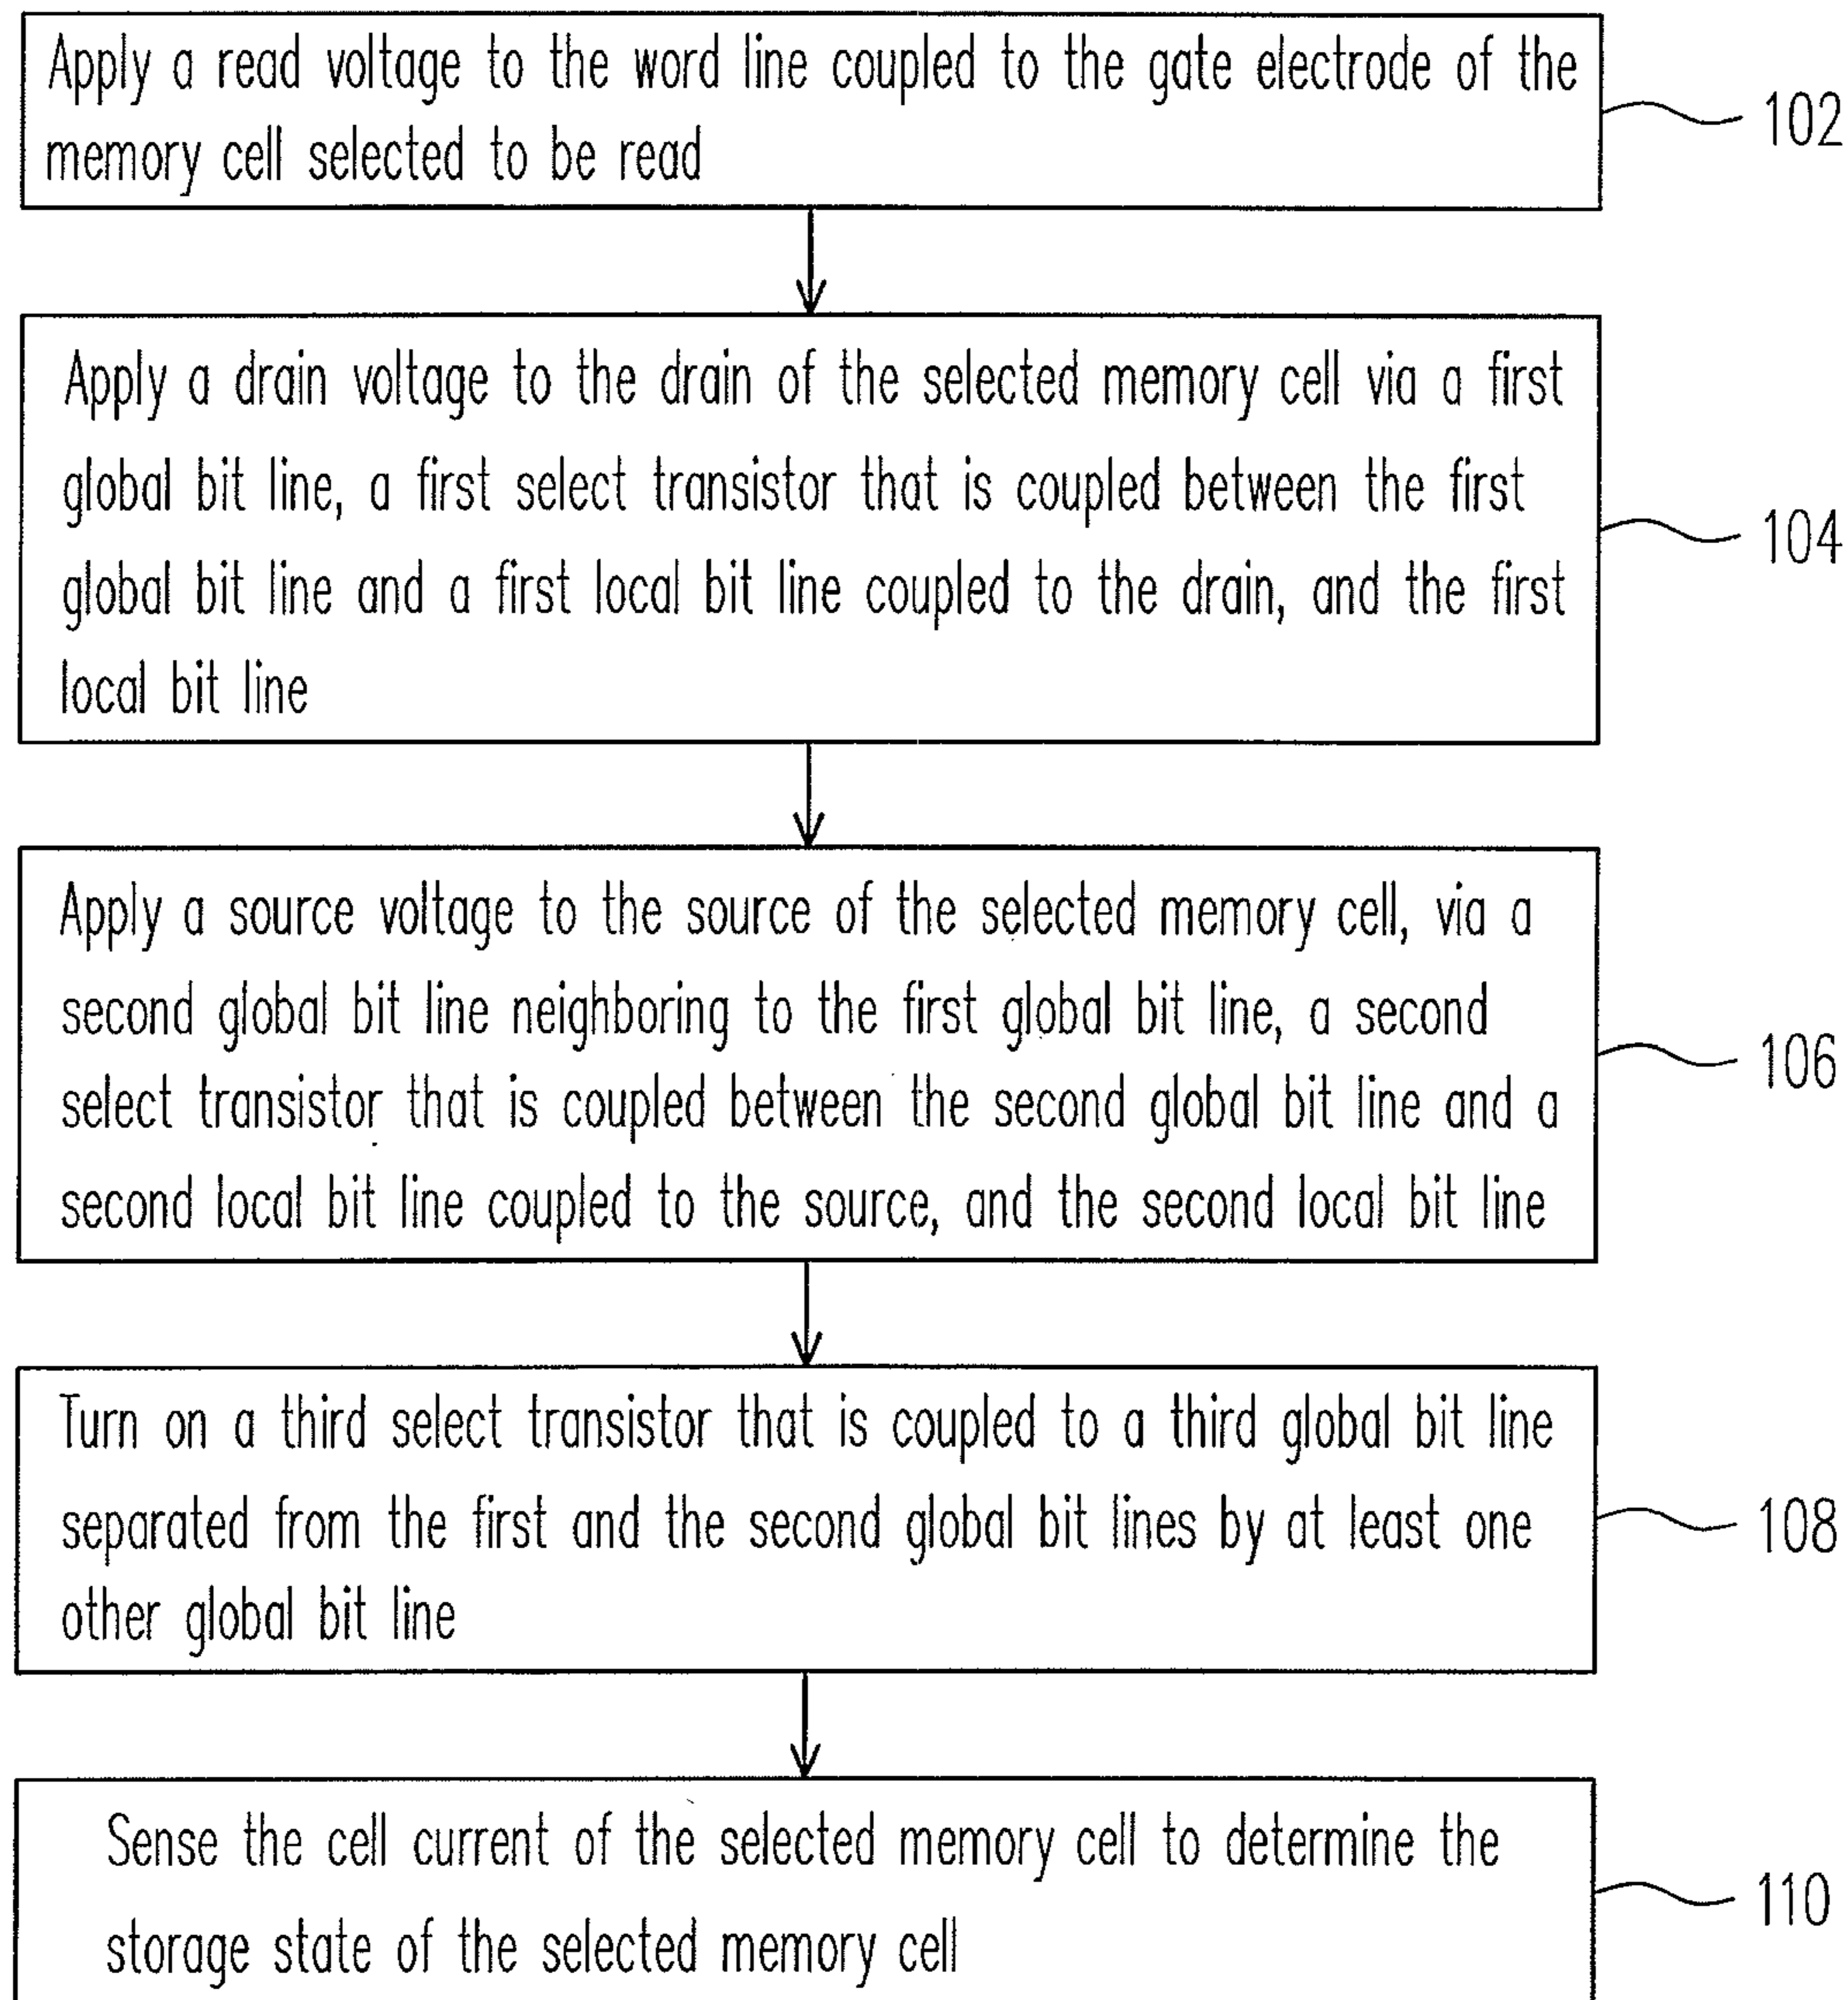 Apply a read voltage to the word line coupled to the gate electrode of the
memory cell selected to be read
102
Apply a drain voltage to the drain of the selected memory cell via a first
global bit line, a first select transistor that is coupled between the first
global bit line and a first local bit line coupled to the drain, and the first
local bit line
104
Apply a source voltage to the source of the selected memory cell, via a
second global bit line neighboring to the first global bit line, a second
select transistor that is coupled between the second global bit line and a
second local bit line coupled to the source, and the second local bit line
106
Turn on a third select transistor that is coupled to a third global bit line
separated from the first and the second global bit lines by at least one
other global bit line
108
Sense the cell current of the selected memory cell to determine the
storage state of the selected memory cell
110